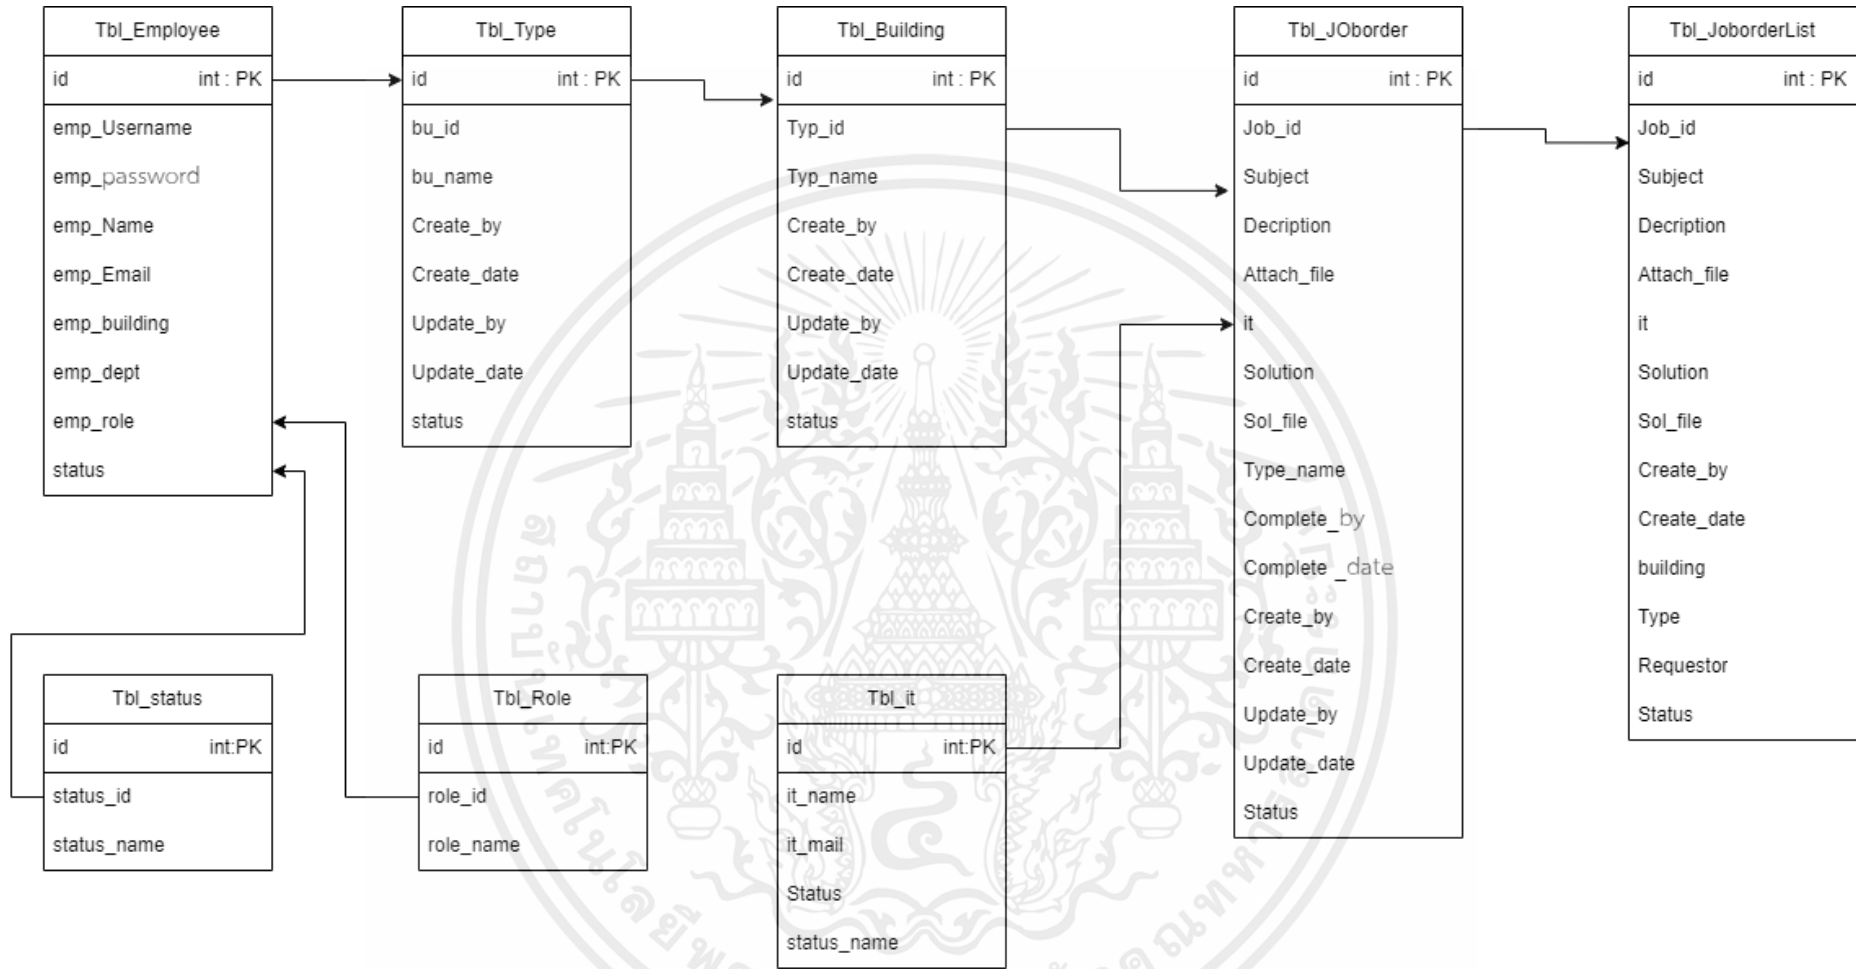 Tbl_Employee
id int : PK
emp_Username
emp_password
emp_Name
emp_Email
emp_building
emp_dept
emp_role
status
Tbl_Type
id int : PK
bu_id
bu_name
Create_by
Create_date
Update_by
Update_date
status
Tbl_Building
id int : PK
Typ_id
Typ_name
Create_by
Create_date
Update_by
Update_date
status
Tbl_JOborder
id int : PK
Job_id
Subject
Decription
Attach_file
it
Solution
Sol_file
Type_name
Complete_by
Complete _date
Create_by
Create_date
Update_by
Update_date
Status
Tbl_JoborderList
id int : PK
Job_id
Subject
Decription
Attach_file
it
Solution
Sol_file
Create_by
Create_date
building
Type
Requestor
Status
Tbl_status
id int:PK
status_id
status_name
Tbl_Role
id int:PK
role_id
role_name
Tbl_it
id int:PK
it_name
it_mail
Status
status_name